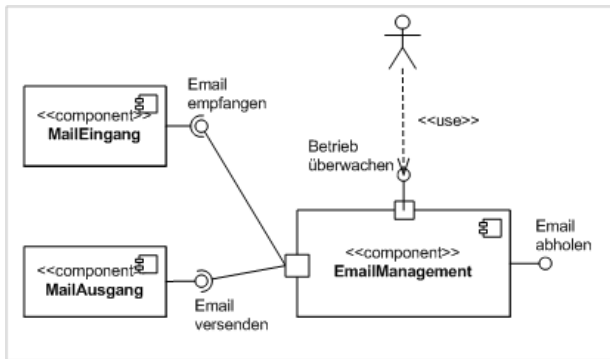 Email
empfangen
<<component>>
MailEingang
<<use>>
Betrieb
überwachen
<<component>>
EmailManagement
Email
abholen
<<component>>
MailAusgang
Email
versenden